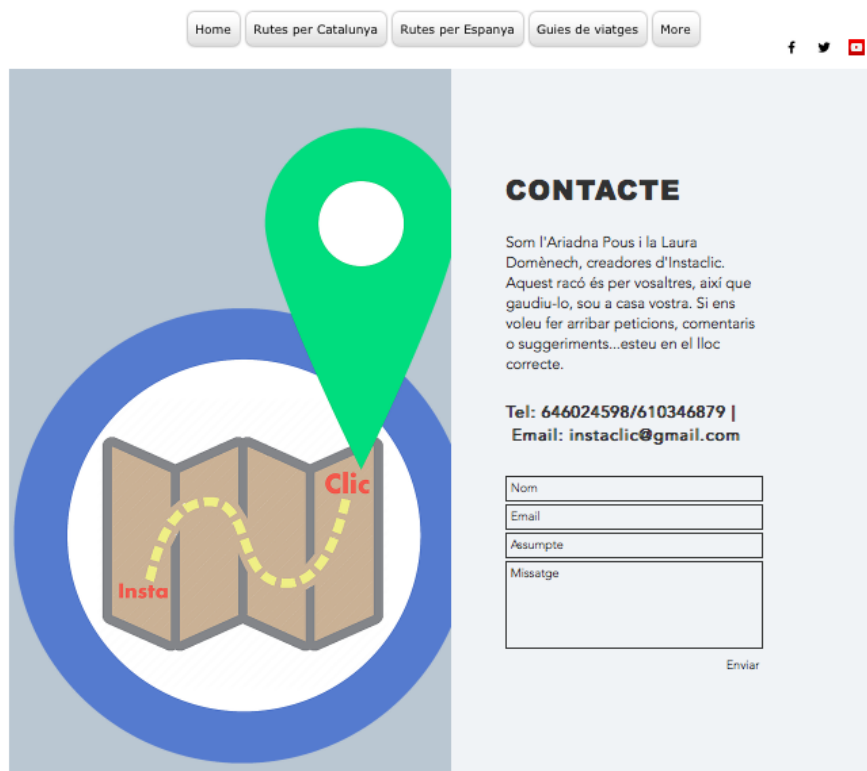 Home Rutes per Catalunya Rutes per Espanya Guies de viatges More
Clic
Insta
CONTACTE
Som l'Ariadna Pous i la Laura
Domènech, creadores d'Instaclic.
Aquest racó és per vosaltres, així que
gaudiu-lo, sou a casa vostra. Si ens
voleu fer arribar peticions, comentaris
o suggeriments...esteu en el lloc
correcte.
Tel: 646024598/610346879 |
Email: instaclic@gmail.com
Nom
Email
Assumpte
Missatge
Enviar